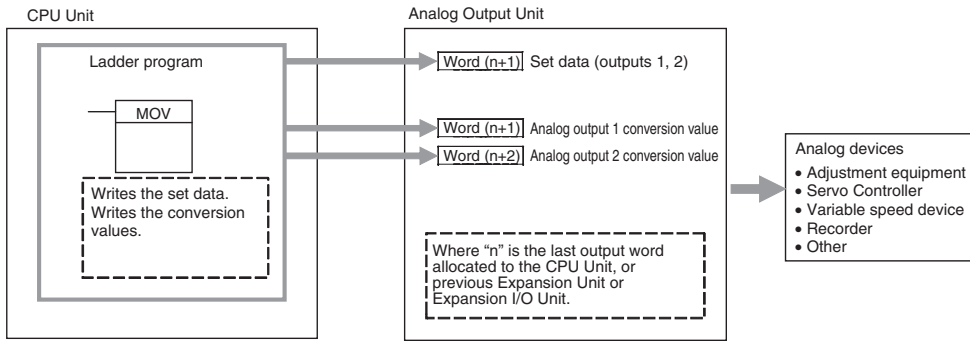 CPU Unit
Ladder program
MOV
Writes the set data.
Writes the conversion
values.
Analog Output Unit
Word (n+1) Set data (outputs 1, 2)
Word (n+1) Analog output 1 conversion value
Word (n+2) Analog output 2 conversion value
Where “n” is the last output word
allocated to the CPU Unit, or
previous Expansion Unit or
Expansion I/O Unit.
Analog devices
• Adjustment equipment
• Servo Controller
• Variable speed device
• Recorder
• Other